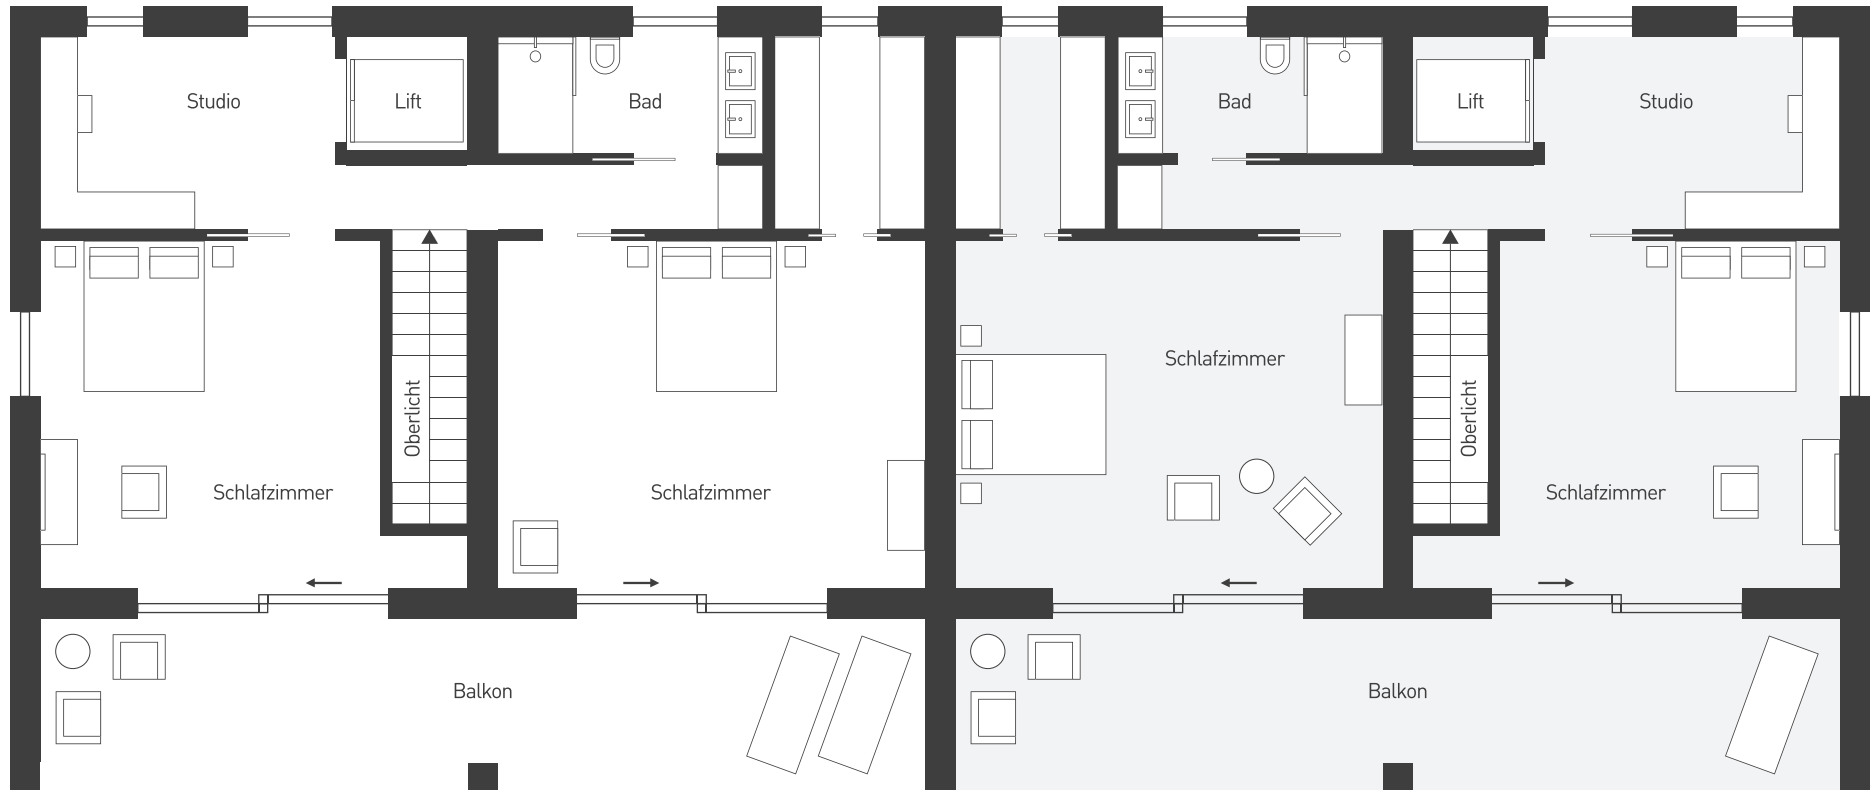 Studio
Lift
Bad
Bad
Lift
Studio
Schlafzimmer
Oberlicht
Oberlicht
Schlafzimmer
Schlafzimmer
Schlafzimmer
Balkon
Balkon